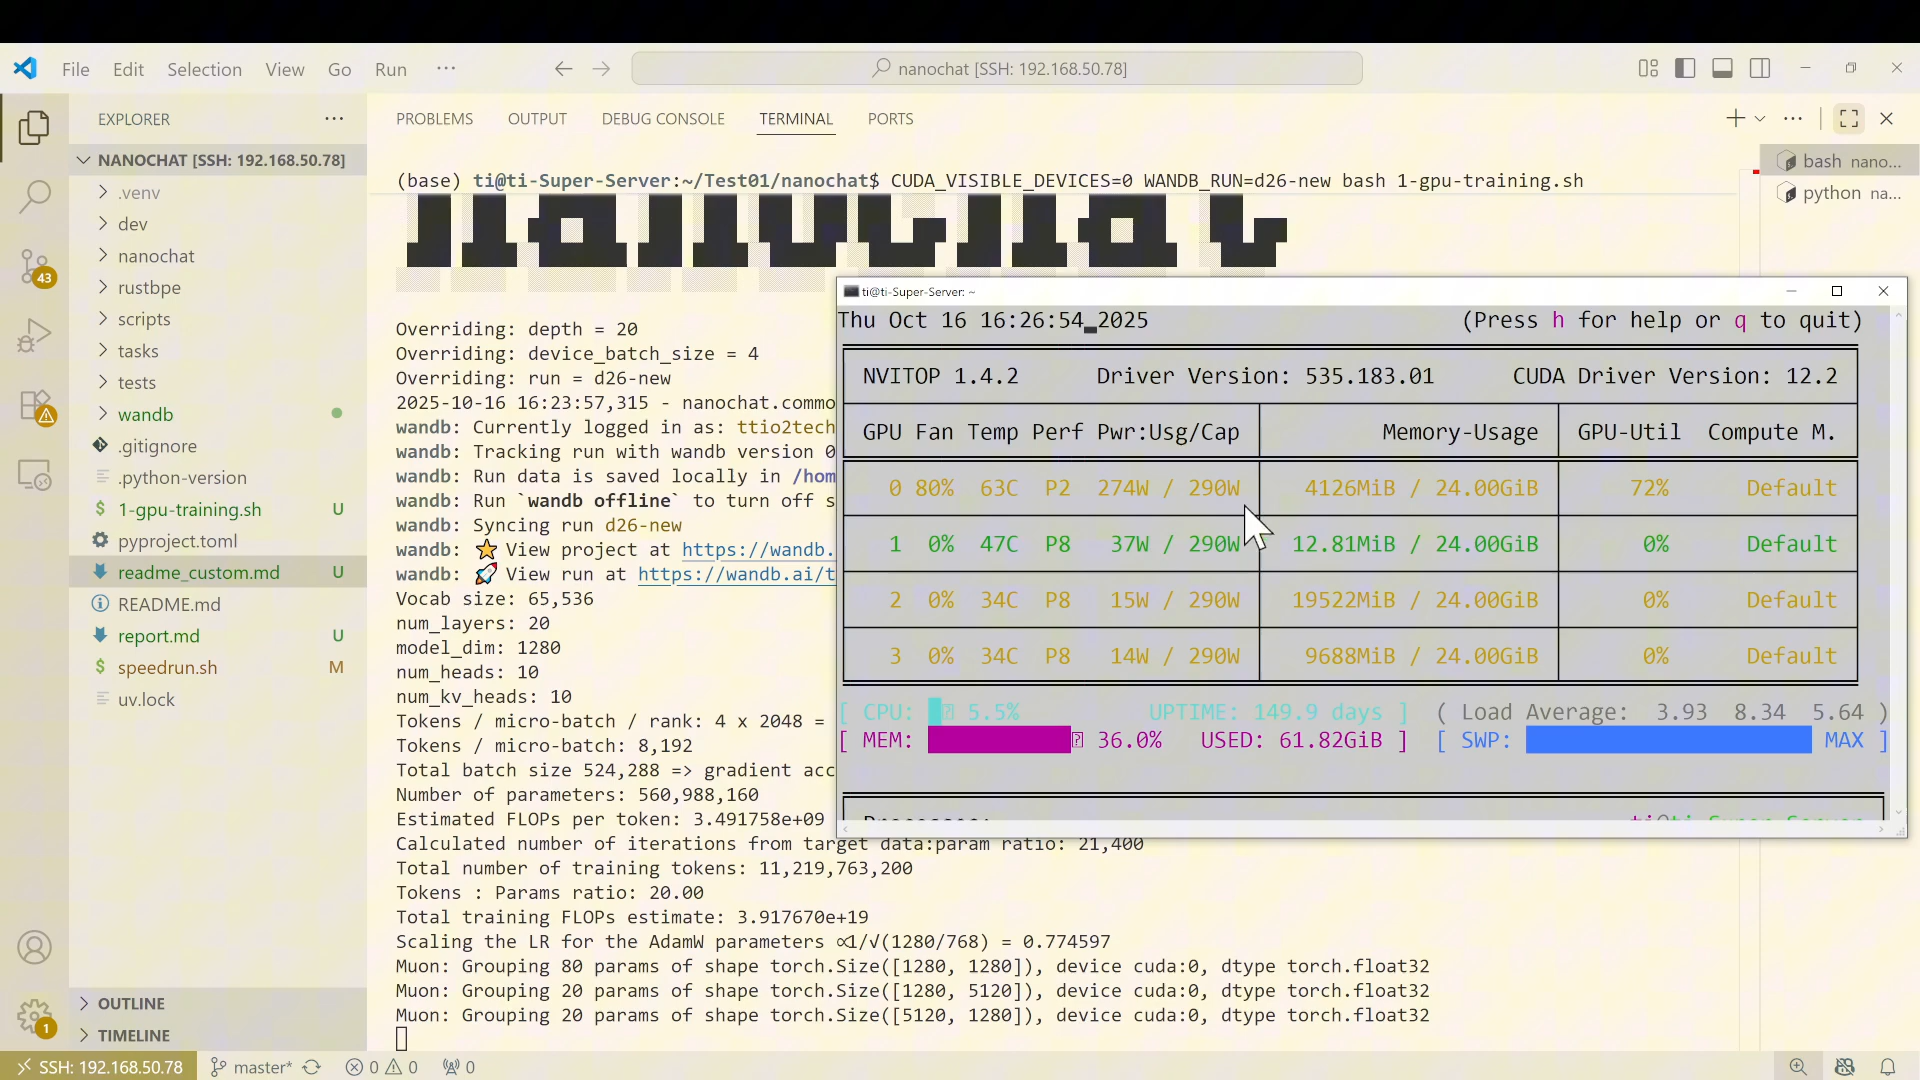 File Edit Selection View Go Run ···
nanochat [SSH: 192.168.50.78]
EXPLORER
NANOCHAT [SSH: 192.168.50.78]
.venv
dev
nanochat
rustbpe
scripts
tasks
tests
wandb
.gitignore
.python-version
1-gpu-training.sh U
pyproject.toml
readme_custom.md U
README.md
report.md U
speedrun.sh M
uv.lock
OUTLINE
TIMELINE
43
1
PROBLEMS OUTPUT DEBUG CONSOLE TERMINAL PORTS
bash nano...
python na...
(base) ti@ti-Super-Server:~/Test01/nanochat$ CUDA_VISIBLE_DEVICES=0 WANDB_RUN=d26-new bash 1-gpu-training.sh
Overriding: depth = 20
Overriding: device_batch_size = 4
Overriding: run = d26-new
2025-10-16 16:23:57,315 - nanochat.commo
wandb: Currently logged in as: ttio2tech
wandb: Tracking run with wandb version 0
wandb: Run data is saved locally in /hom
wandb: Run `wandb offline` to turn off s
wandb: Syncing run d26-new
wandb: ⭐ View project at https://wandb.
wandb: 🚀 View run at https://wandb.ai/t
Vocab size: 65,536
num_layers: 20
model_dim: 1280
num_heads: 10
num_kv_heads: 10
Tokens / micro-batch / rank: 4 x 2048 =
Tokens / micro-batch: 8,192
Total batch size 524,288 => gradient acc
Number of parameters: 560,988,160
Estimated FLOPs per token: 3.491758e+09
Calculated number of iterations from target data:param ratio: 21,400
Total number of training tokens: 11,219,763,200
Tokens : Params ratio: 20.00
Total training FLOPs estimate: 3.917670e+19
Scaling the LR for the AdamW parameters ∝1/√(1280/768) = 0.774597
Muon: Grouping 80 params of shape torch.Size([1280, 1280]), device cuda:0, dtype torch.float32
Muon: Grouping 20 params of shape torch.Size([1280, 5120]), device cuda:0, dtype torch.float32
Muon: Grouping 20 params of shape torch.Size([5120, 1280]), device cuda:0, dtype torch.float32
ti@ti-Super-Server: ~
Thu Oct 16 16:26:54 2025 (Press h for help or q to quit)
NVITOP 1.4.2 Driver Version: 535.183.01 CUDA Driver Version: 12.2
GPU Fan Temp Perf Pwr:Usg/Cap Memory-Usage GPU-Util Compute M.
0 80% 63C P2 274W / 290W 4126MiB / 24.00GiB 72% Default
1 0% 47C P8 37W / 290W 12.81MiB / 24.00GiB 0% Default
2 0% 34C P8 15W / 290W 19522MiB / 24.00GiB 0% Default
3 0% 34C P8 14W / 290W 9688MiB / 24.00GiB 0% Default
[ CPU: 5.5% UPTIME: 149.9 days ] ( Load Average: 3.93 8.34 5.64 )
[ MEM: 36.0% USED: 61.82GiB ] [ SWP: MAX ]
SSH: 192.168.50.78 master* 0 0 0